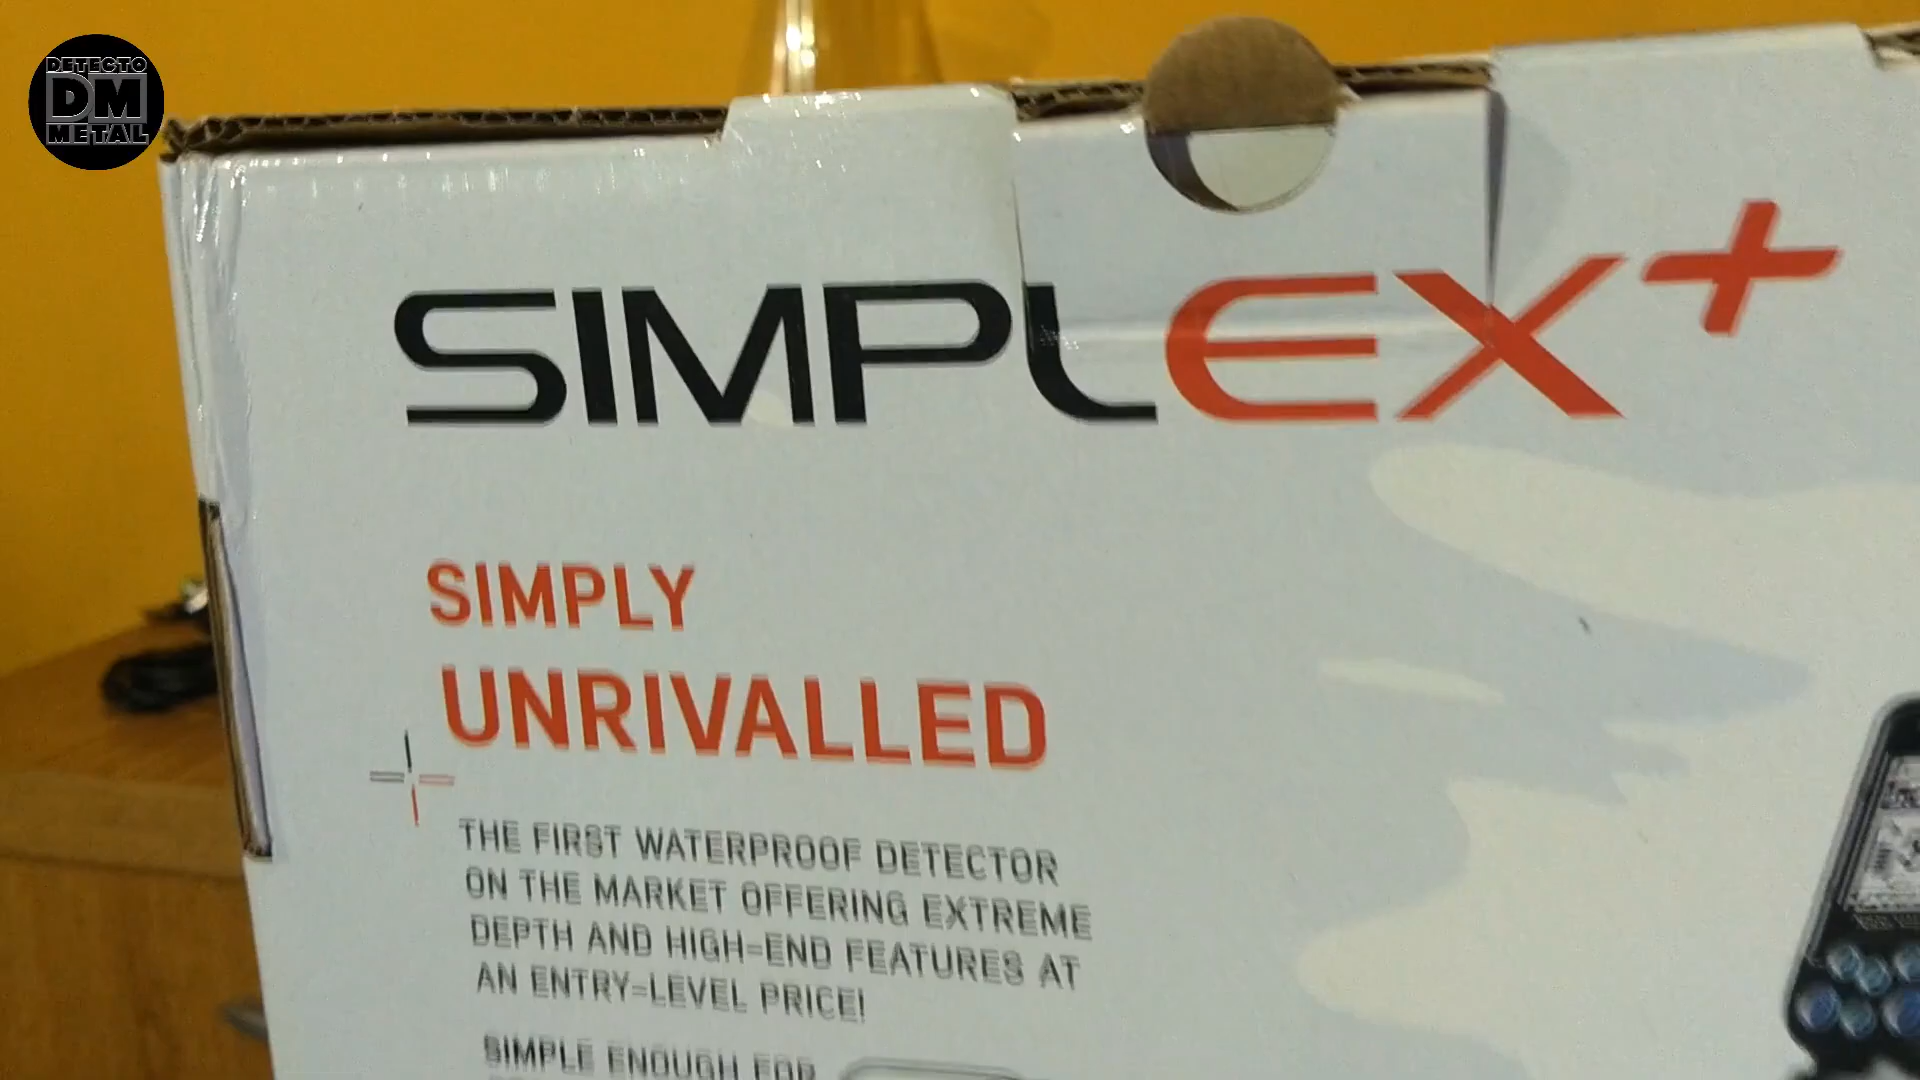 DETECTO
DM
METAL
SIMPLEX+
SIMPLY
UNRIVALLED
THE FIRST WATERPROOF DETECTOR
ON THE MARKET OFFERING EXTREME
DEPTH AND HIGH-END FEATURES AT
AN ENTRY-LEVEL PRICE!
SIMPLE ENOUGH FOR